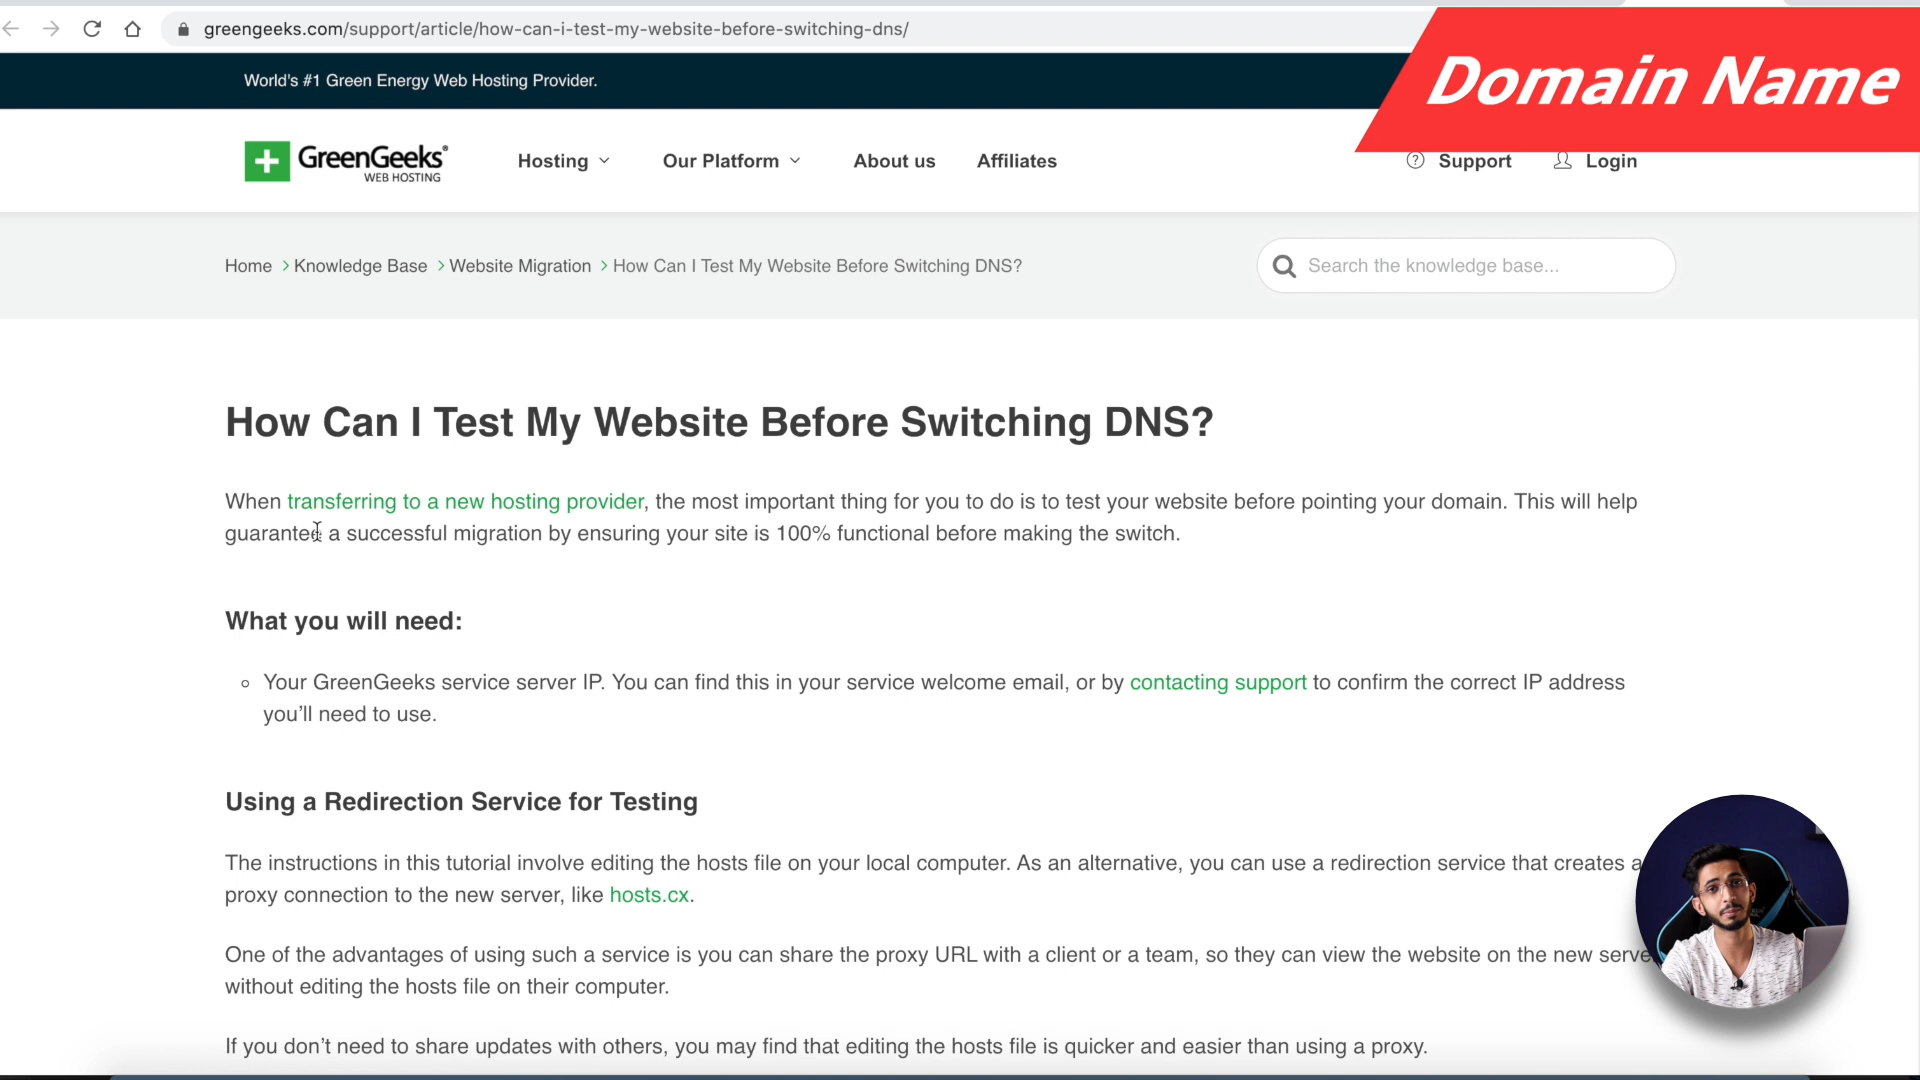 greengeeks.com/support/article/how-can-i-test-my-website-before-switching-dns/
Domain Name
World's #1 Green Energy Web Hosting Provider.
GreenGeeks®
WEB HOSTING
Hosting
Our Platform
About us
Affiliates
Support
Login
Home > Knowledge Base > Website Migration > How Can I Test My Website Before Switching DNS?
Search the knowledge base...
How Can I Test My Website Before Switching DNS?
When transferring to a new hosting provider, the most important thing for you to do is to test your website before pointing your domain. This will help
guarantee a successful migration by ensuring your site is 100% functional before making the switch.
What you will need:
Your GreenGeeks service server IP. You can find this in your service welcome email, or by contacting support to confirm the correct IP address
you’ll need to use.
Using a Redirection Service for Testing
The instructions in this tutorial involve editing the hosts file on your local computer. As an alternative, you can use a redirection service that creates a
proxy connection to the new server, like hosts.cx.
One of the advantages of using such a service is you can share the proxy URL with a client or a team, so they can view the website on the new serve
without editing the hosts file on their computer.
If you don’t need to share updates with others, you may find that editing the hosts file is quicker and easier than using a proxy.